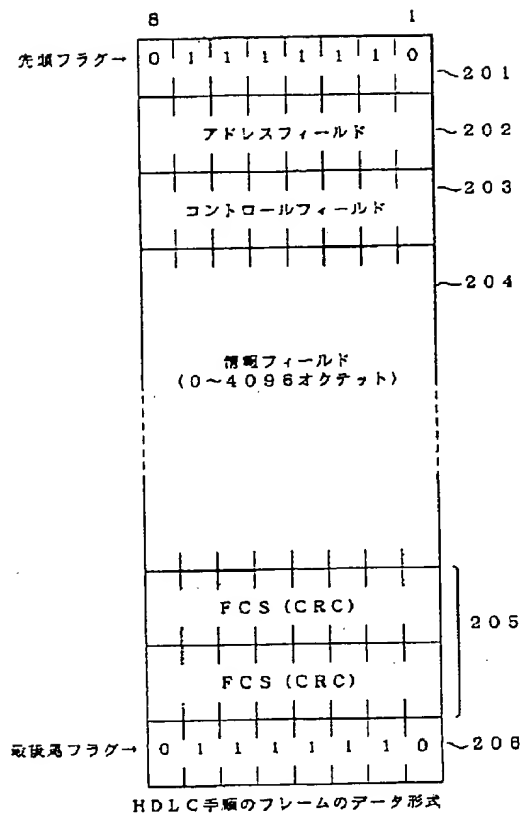 8 1
先頭フラグ→ 0 1 1 1 1 1 1 0
201
アドレスフィールド
202
コントロールフィールド
203
204
情報フィールド
(0～4096オクテット)
FCS(CRC)
205
FCS(CRC)
最後尾フラグ→ 0 1 1 1 1 1 1 0
206
HDLC手順のフレームのデータ形式